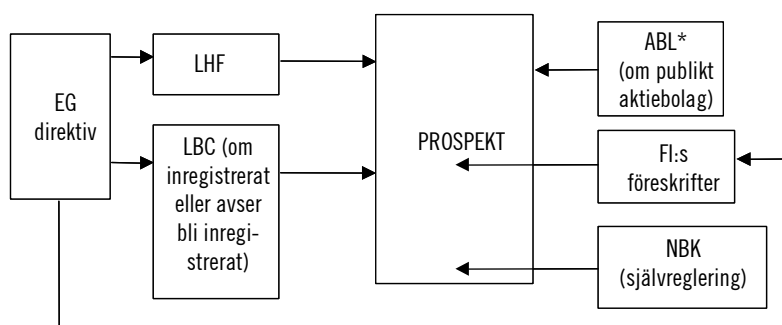 EG
direktiv
LHF
LBC (om
inregistrerat
eller avser
bli inregi-
strerat)
PROSPEKT
ABL*
(om publikt
aktiebolag)
FI:s
föreskrifter
NBK
(självreglering)